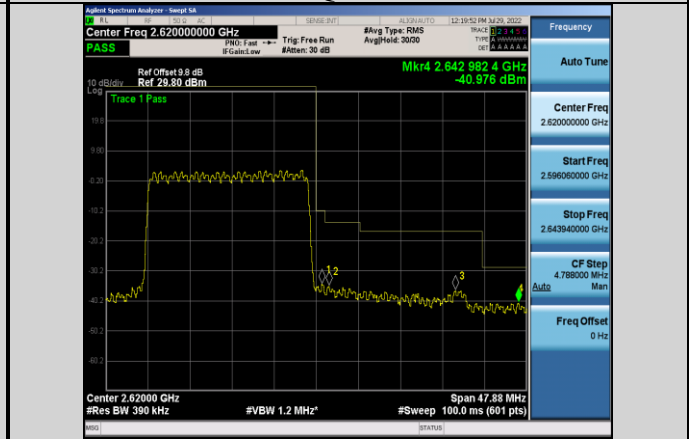 Agilent Spectrum Analyzer - Swept SA
RL RF 50 Ω AC SENSE:INT ALIGN AUTO 12:19:52 PM Jul 29, 2022
Center Freq 2.620000000 GHz
PASS
PNO: Fast
IFGain:Low
Trig: Free Run
#Atten: 30 dB
#Avg Type: RMS
Avg|Hold: 30/30
TRACE 1 2 3 4 5 6
TYPE
DET
Frequency
Mkr4 2.642 982 4 GHz
-40.976 dBm
Ref Offset 9.8 dB
10 dB/div Ref 29.80 dBm
Log
Trace 1 Pass
19.8
9.80
-0.20
-10.2
-20.2
-30.2
-40.2
-50.2
-60.2
1 2
3
4
Center 2.62000 GHz
Span 47.88 MHz
#Res BW 390 kHz
#VBW 1.2 MHz*
#Sweep 100.0 ms (601 pts)
MSG
STATUS
Auto Tune
Center Freq
2.620000000 GHz
Start Freq
2.596060000 GHz
Stop Freq
2.643940000 GHz
CF Step
4.788000 MHz
Auto Man
Freq Offset
0 Hz